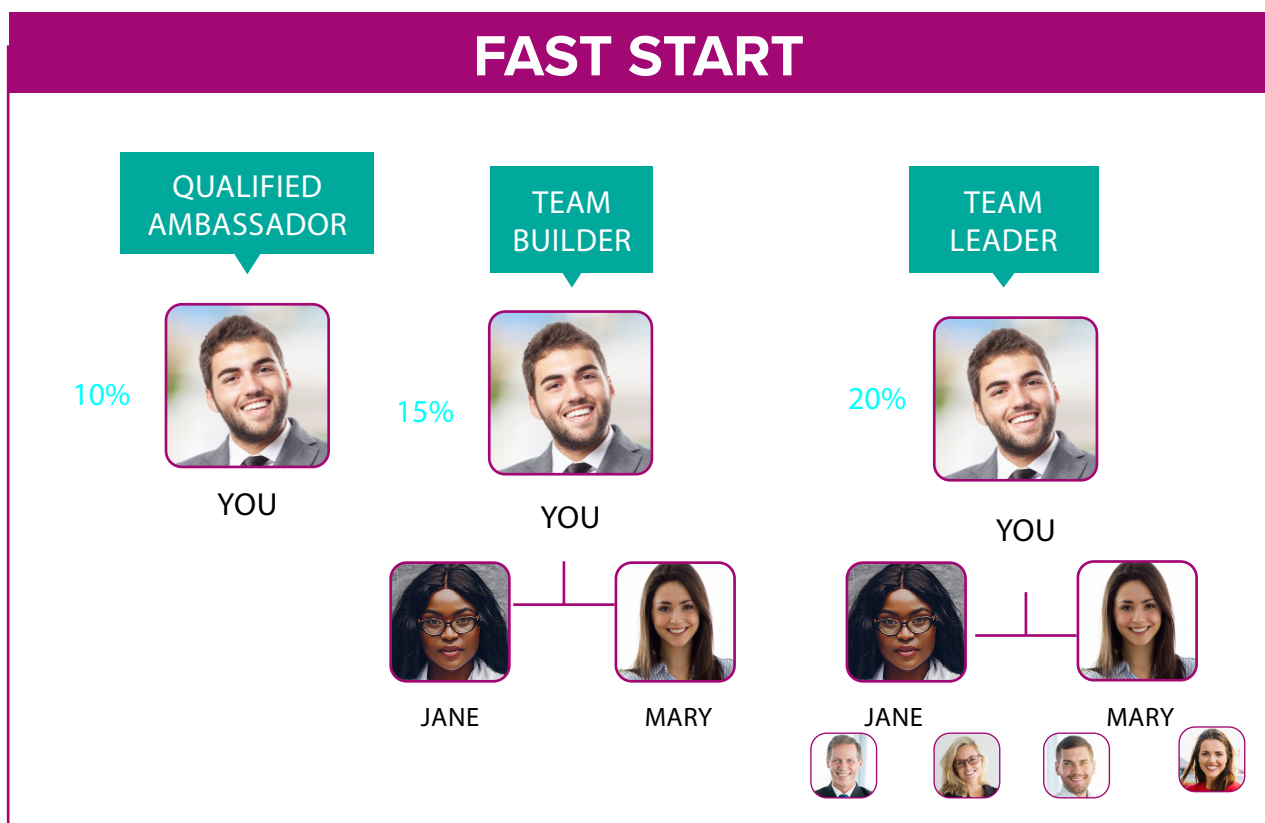 FAST START
QUALIFIED
AMBASSADOR
TEAM
BUILDER
TEAM
LEADER
10%
15%
20%
YOU
YOU
YOU
JANE
MARY
JANE
MARY